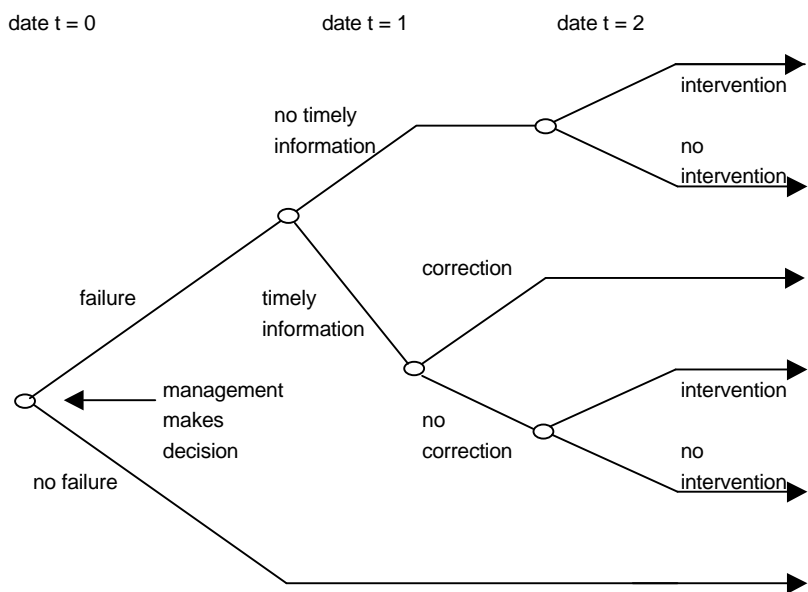 date t = 0
date t = 1
date t = 2
intervention
no timely
information
no
intervention
correction
failure
timely
information
management
makes
decision
intervention
no
correction
no
intervention
no failure